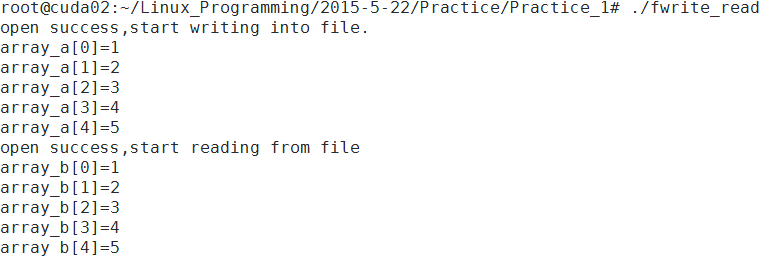 root@cuda02:~/Linux_Programming/2015-5-22/Practice/Practice_1# ./fwrite_read
open success,start writing into file.
array_a[0]=1
array_a[1]=2
array_a[2]=3
array_a[3]=4
array_a[4]=5
open success,start reading from file
array_b[0]=1
array_b[1]=2
array_b[2]=3
array_b[3]=4
array b[4]=5